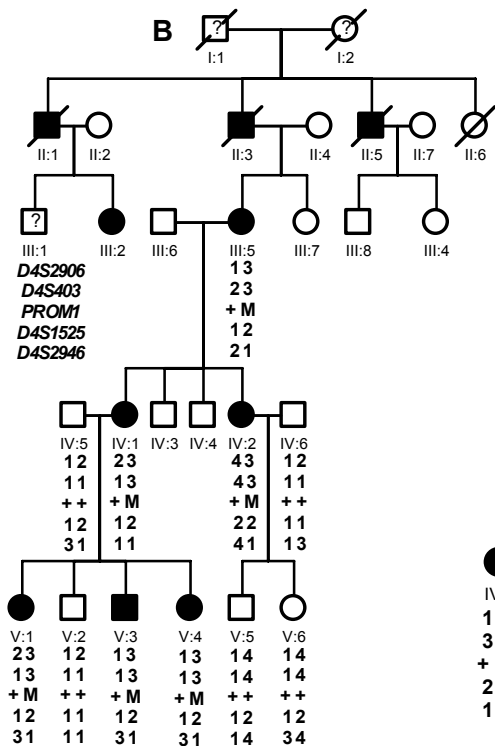 B ? ?
I:1 I:2
II:1 II:2 II:3 II:4 II:5 II:7 II:6
?
III:1 III:2 III:6 III:5 III:7 III:8 III:4
D4S2906 1 3
D4S403 2 3
PROM1 + M
D4S1525 1 2
D4S2946 2 1
IV:5 IV:1 IV:3 IV:4 IV:2 IV:6 IV
1 2 2 3 4 3 1 2 1
1 1 1 3 4 3 1 1 3
+ + + M + M + + +
1 2 1 2 2 2 1 1 2
3 1 1 1 4 1 1 3 1
V:1 V:2 V:3 V:4 V:5 V:6
2 3 1 2 1 3 1 3 1 4 1 4
1 3 1 1 1 3 1 3 1 4 1 4
+ M + + + M + M + + + +
1 2 1 1 1 2 1 2 1 2 1 2
3 1 1 1 3 1 3 1 1 4 3 4